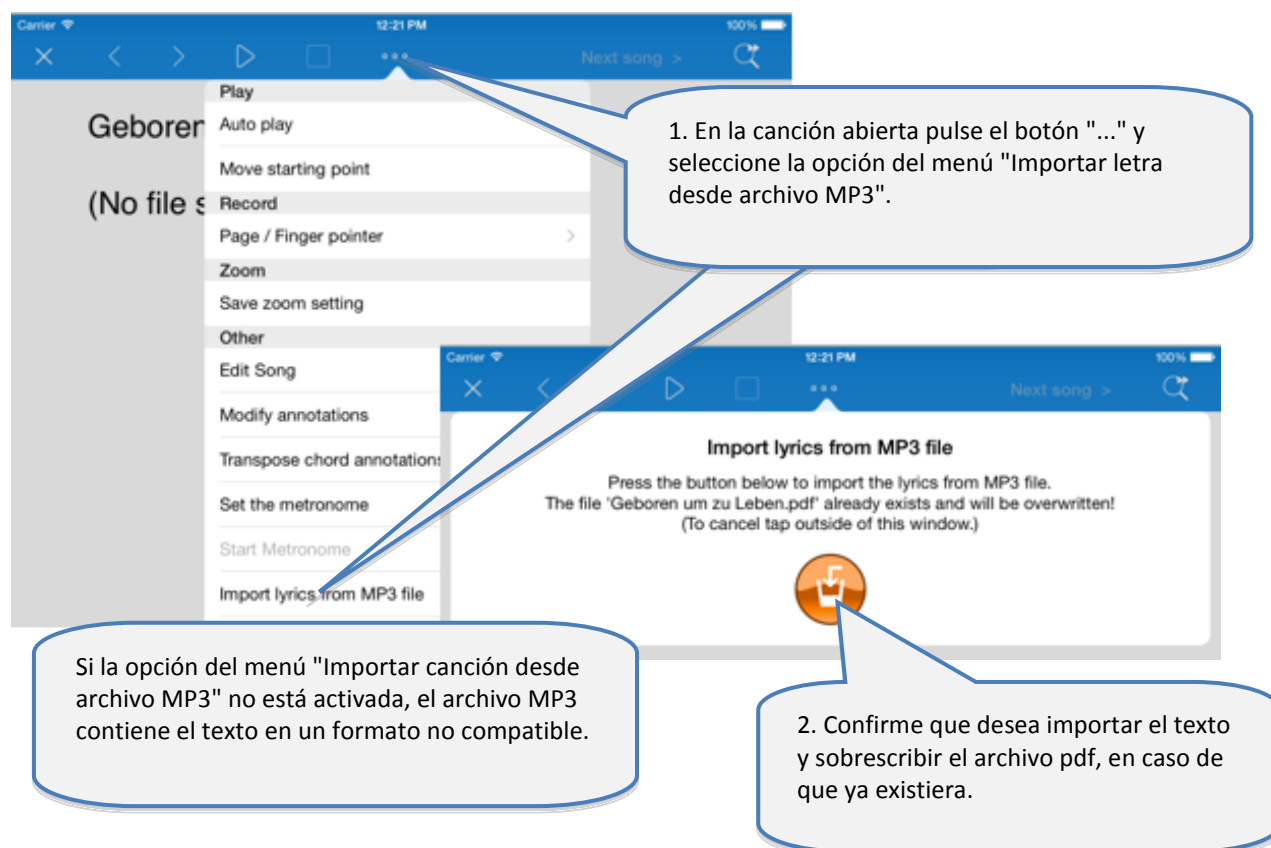 Carrier 12:21 PM 100%
Next song >
Geboren
(No file s
Play
Auto play
Move starting point
Record
Page / Finger pointer
Zoom
Save zoom setting
Other
Edit Song
Modify annotations
Transpose chord annotations
Set the metronome
Start Metronome
Import lyrics from MP3 file
1. En la canción abierta pulse el botón "..." y
seleccione la opción del menú "Importar letra
desde archivo MP3".
Carrier 12:21 PM 100%
Next song >
Import lyrics from MP3 file
Press the button below to import the lyrics from MP3 file.
The file 'Geboren um zu Leben.pdf' already exists and will be overwritten!
(To cancel tap outside of this window.)
Si la opción del menú "Importar canción desde
archivo MP3" no está activada, el archivo MP3
contiene el texto en un formato no compatible.
2. Confirme que desea importar el texto
y sobrescribir el archivo pdf, en caso de
que ya existiera.